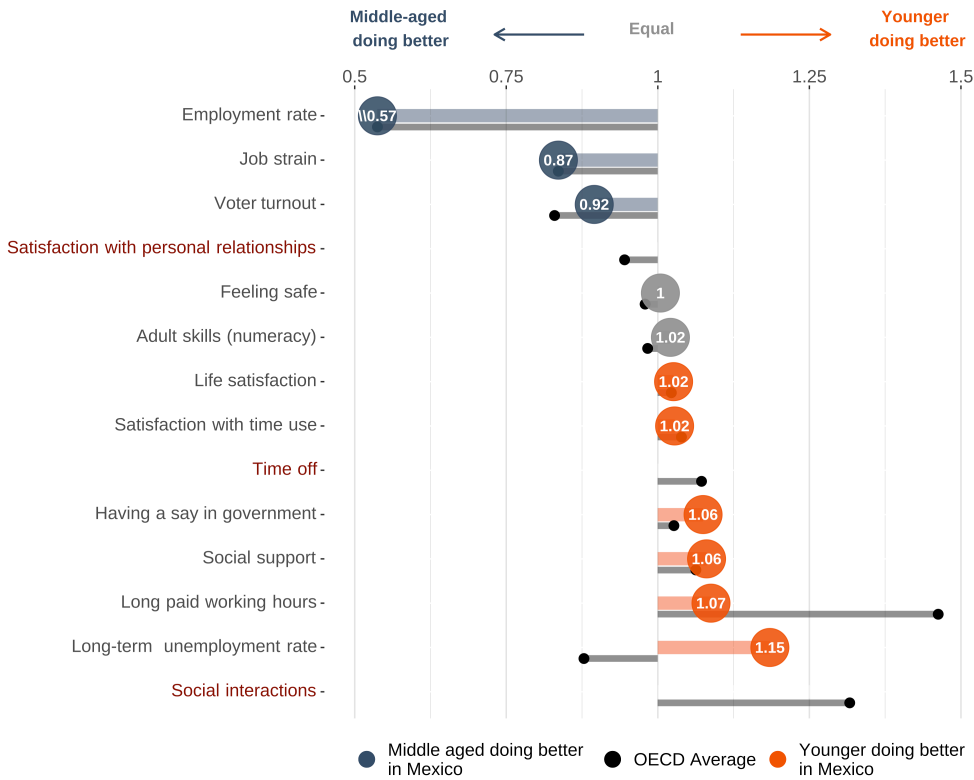 Middle-aged
doing better
Equal
Younger
doing better
0.5 0.75 1 1.25 1.5
Employment rate \\0.57
Job strain 0.87
Voter turnout 0.92
Satisfaction with personal relationships
Feeling safe 1
Adult skills (numeracy) 1.02
Life satisfaction 1.02
Satisfaction with time use 1.02
Time off
Having a say in government 1.06
Social support 1.06
Long paid working hours 1.07
Long-term unemployment rate 1.15
Social interactions
Middle aged doing better
in Mexico
OECD Average
Younger doing better
in Mexico